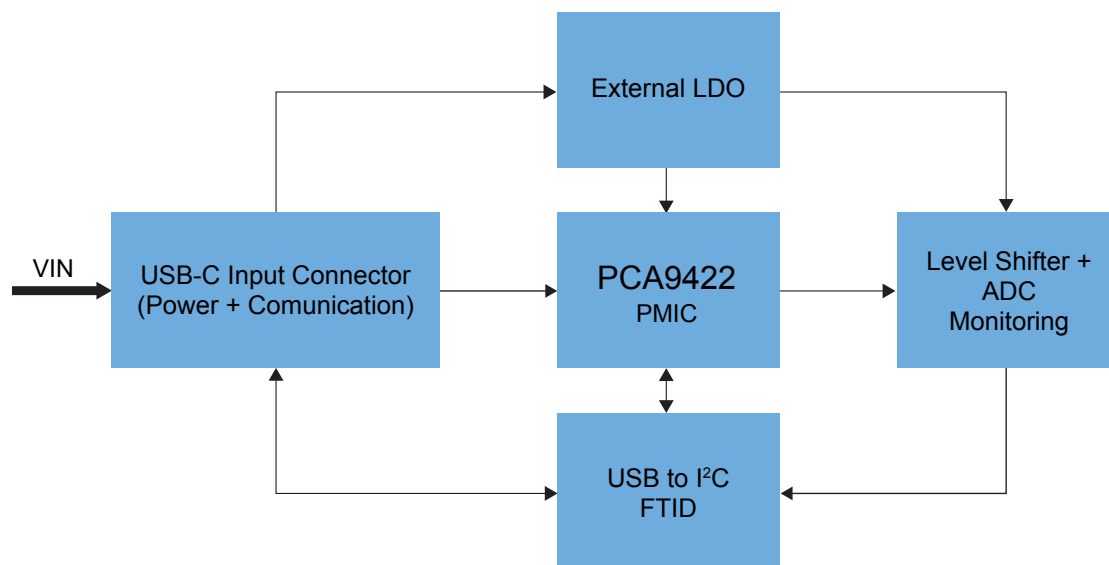 External LDO
VIN
USB-C Input Connector
(Power + Comunication)
PCA9422
PMIC
Level Shifter +
ADC
Monitoring
USB to I²C
FTID